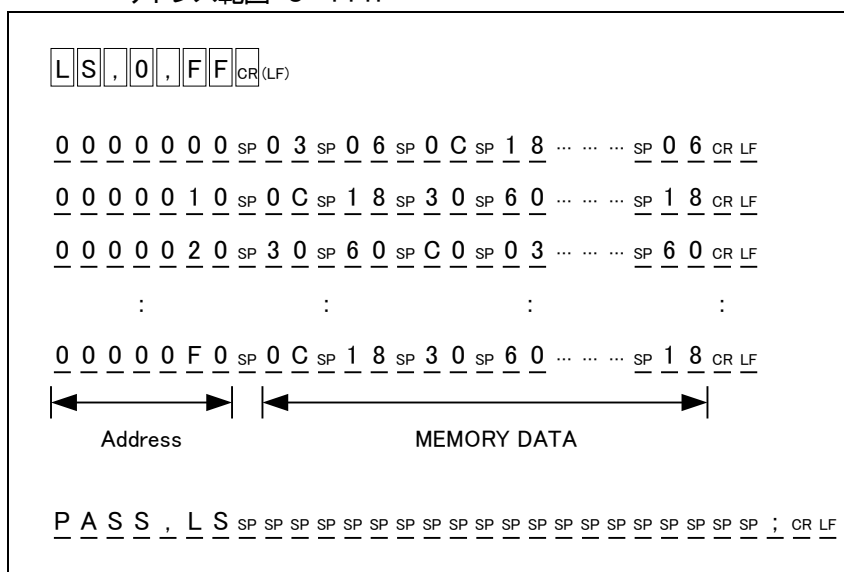 範囲
LS,0,FF CR(LF)
0000000 SP 03 SP 06 SP 0C SP 18 … … … SP 06 CR LF
0000010 SP 0C SP 18 SP 30 SP 60 … … … SP 18 CR LF
0000020 SP 30 SP 60 SP C0 SP 03 … … … SP 60 CR LF
: : : :
00000F0 SP 0C SP 18 SP 30 SP 60 … … … SP 18 CR LF
Address MEMORY DATA
PASS,LS SP SP SP SP SP SP SP SP SP SP SP SP SP SP SP SP SP SP SP SP ; CR LF